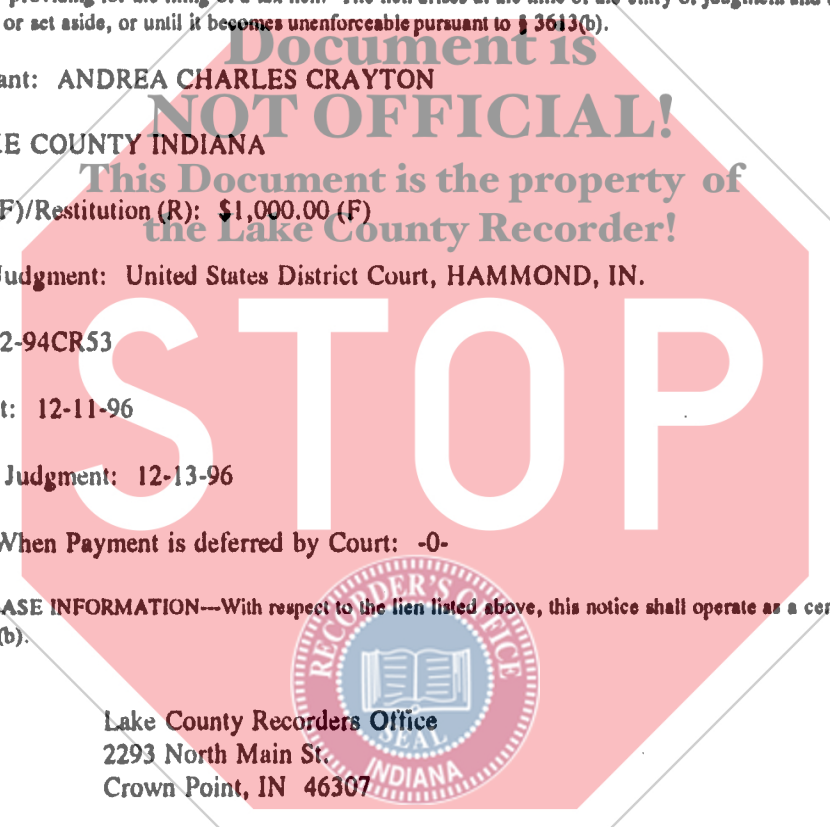 or set aside, or until it becomes unenforceable pursuant to § 3613(b).
Document is
ant: ANDREA CHARLES CRAYTON
NOT OFFICIAL!
KE COUNTY INDIANA
This Document is the property of
F)/Restitution (R): $1,000.00 (F)
the Lake County Recorder!
Judgment: United States District Court, HAMMOND, IN.
2-94CR53
STOP
t: 12-11-96
Judgment: 12-13-96
When Payment is deferred by Court: -0-
RECORDER'S OFFICE
ASE INFORMATION---With respect to the lien listed above, this notice shall operate as a cer
(b).
Lake County Recorders Office
2293 North Main St.
SEAL
INDIANA
Crown Point, IN 46307